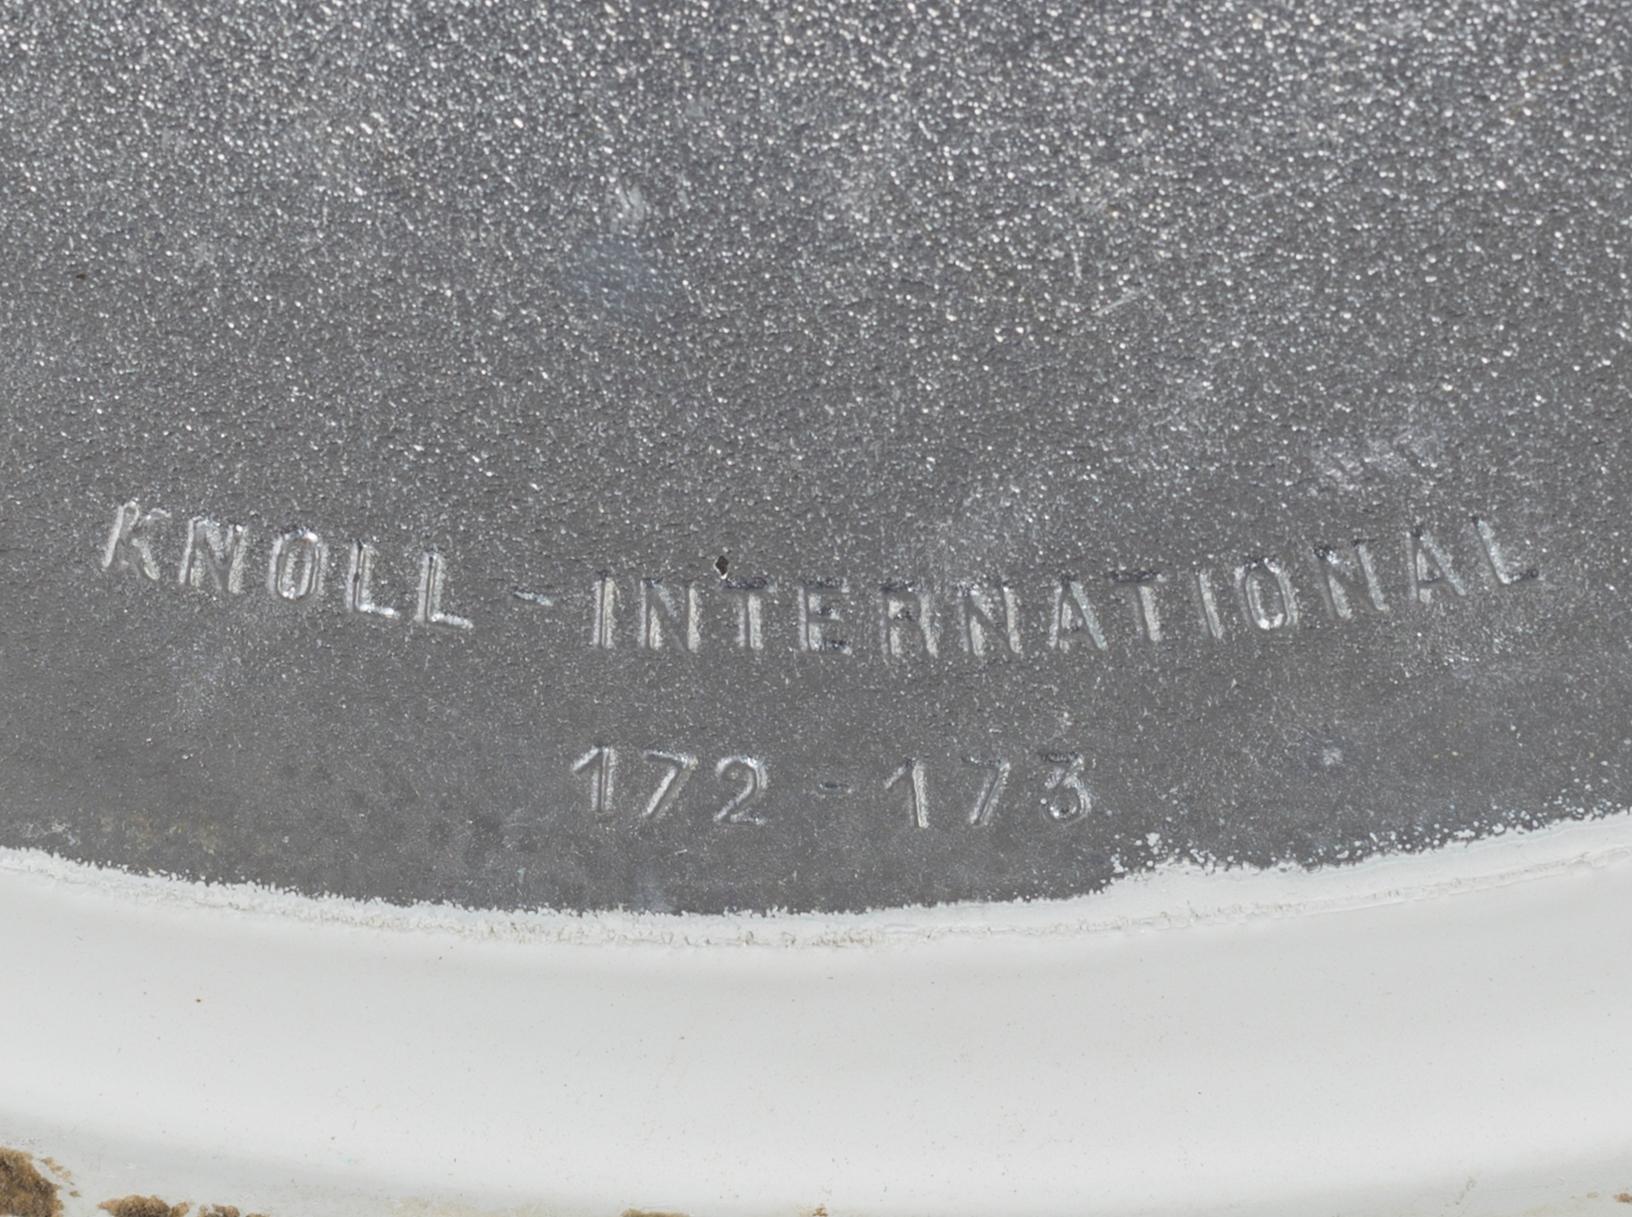 KNOLL - INTERNATIONAL
172 - 173